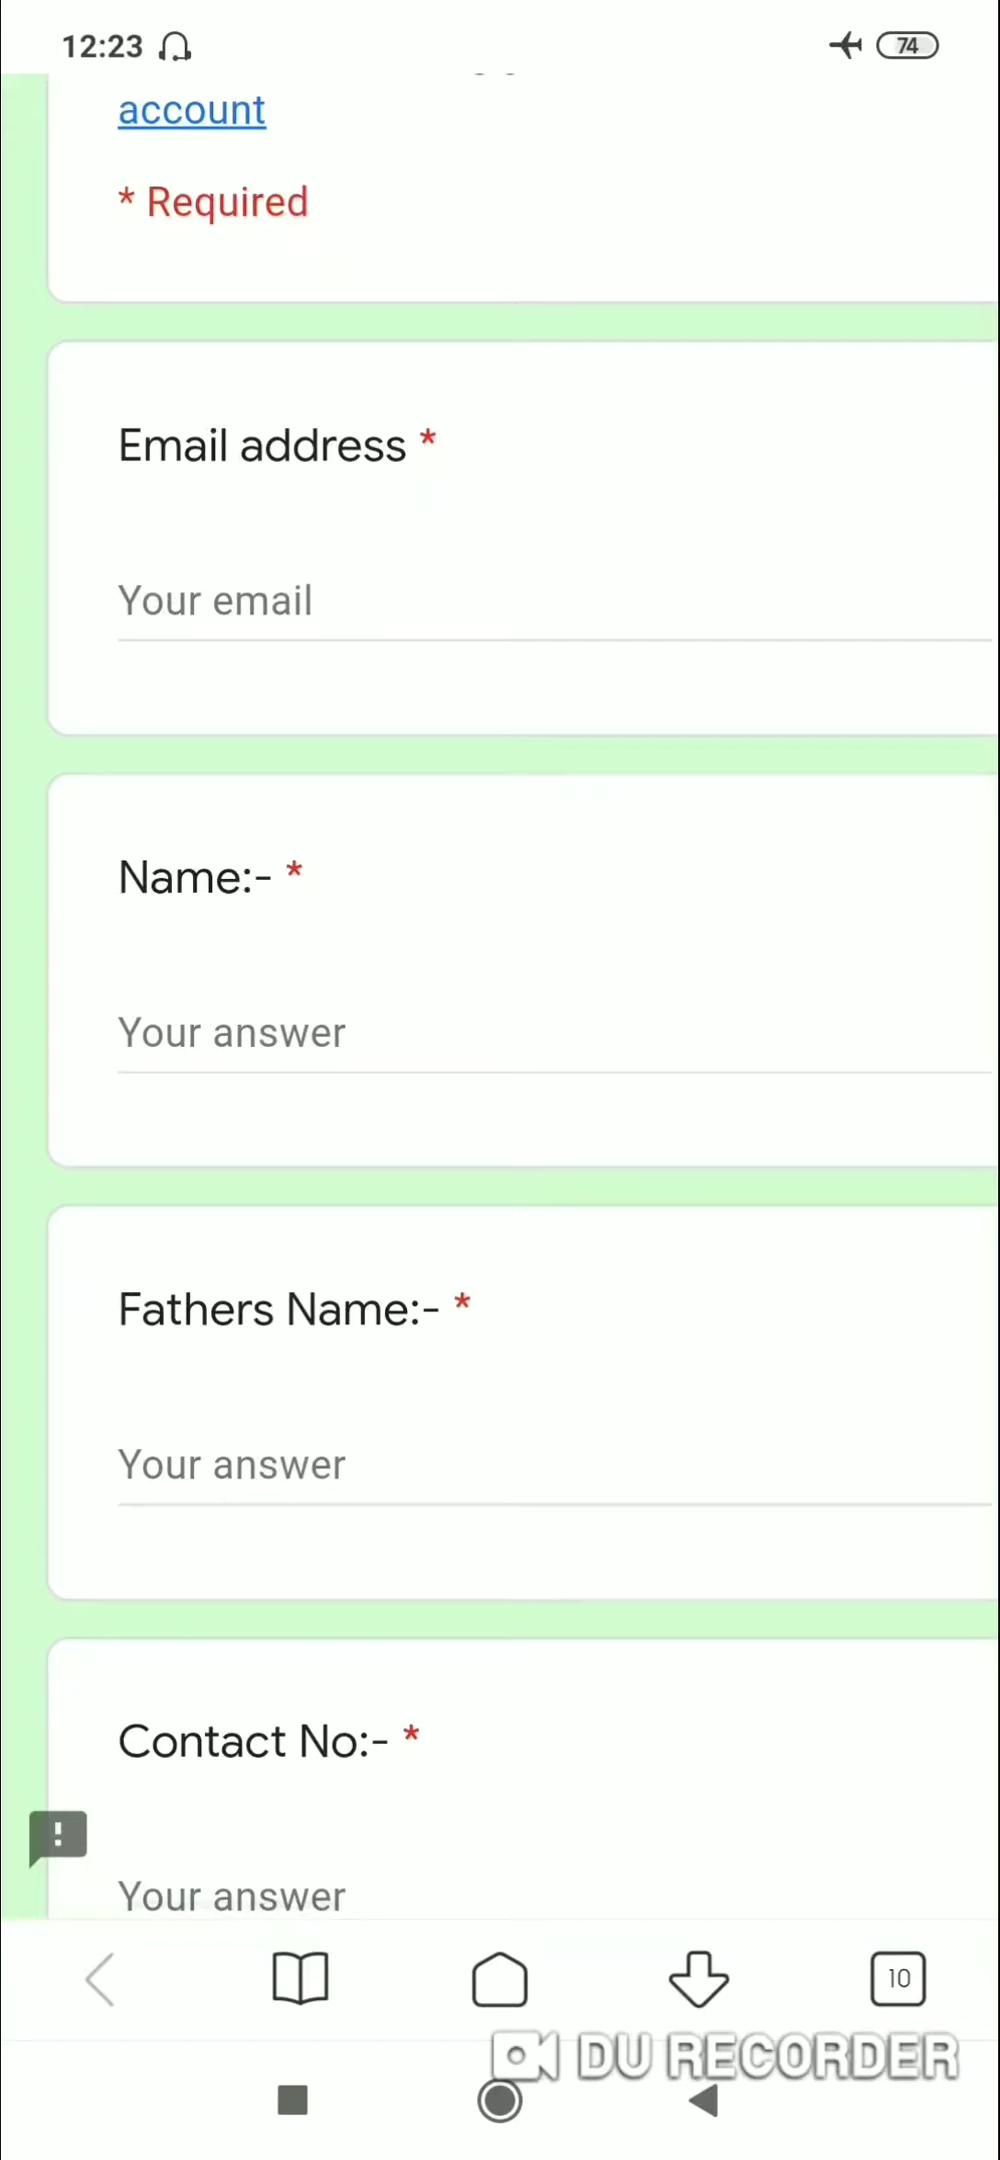 12:23
74
account
* Required
Email address *
Your email
Name:- *
Your answer
Fathers Name:- *
Your answer
Contact No:- *
!
Your answer
10
DU RECORDER